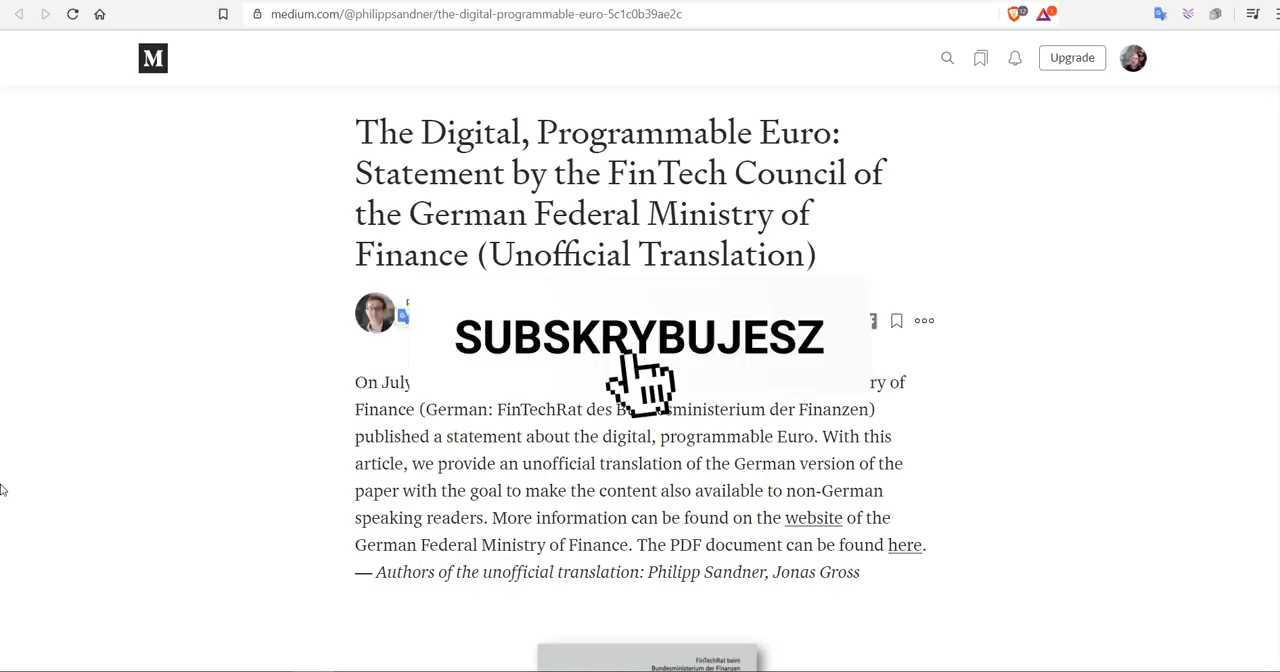 medium.com/@philippsandner/the-digital-programmable-euro-5c1c0b39ae2c
12
1
M
Upgrade
The Digital, Programmable Euro:
Statement by the FinTech Council of
the German Federal Ministry of
Finance (Unofficial Translation)
SUBSKRYBUJESZ
On July
ry of
Finance (German: FinTechRat des B sministerium der Finanzen)
published a statement about the digital, programmable Euro. With this
article, we provide an unofficial translation of the German version of the
paper with the goal to make the content also available to non-German
speaking readers. More information can be found on the website of the
German Federal Ministry of Finance. The PDF document can be found here.
— Authors of the unofficial translation: Philipp Sandner, Jonas Gross
FinTechRat beim
Bundesministerium der Finanzen